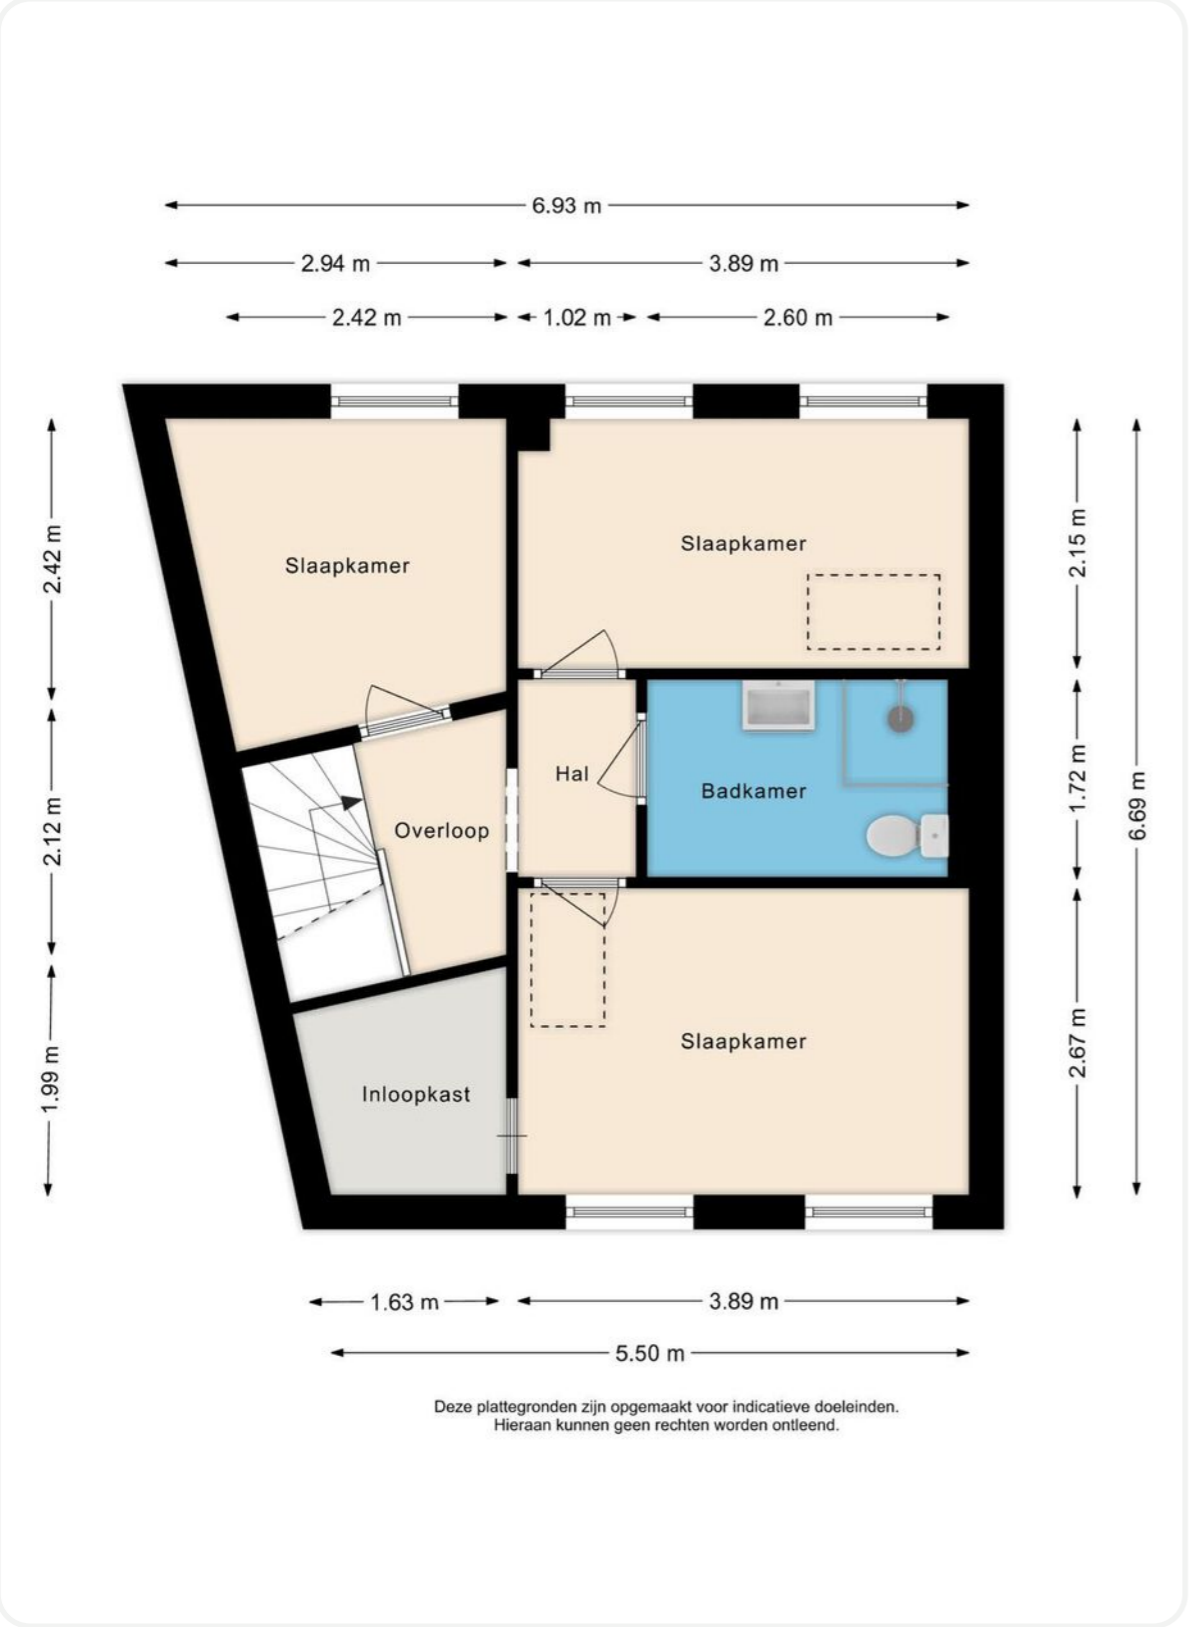 6.93 m
2.94 m
3.89 m
2.42 m
1.02 m
2.60 m
2.42 m
2.15 m
Slaapkamer
Slaapkamer
Hal
Badkamer
Overloop
2.12 m
1.72 m
6.69 m
Slaapkamer
Inloopkast
1.99 m
2.67 m
1.63 m
3.89 m
5.50 m
Deze plattegronden zijn opgemaakt voor indicatieve doeleinden.
Hieraan kunnen geen rechten worden ontleend.